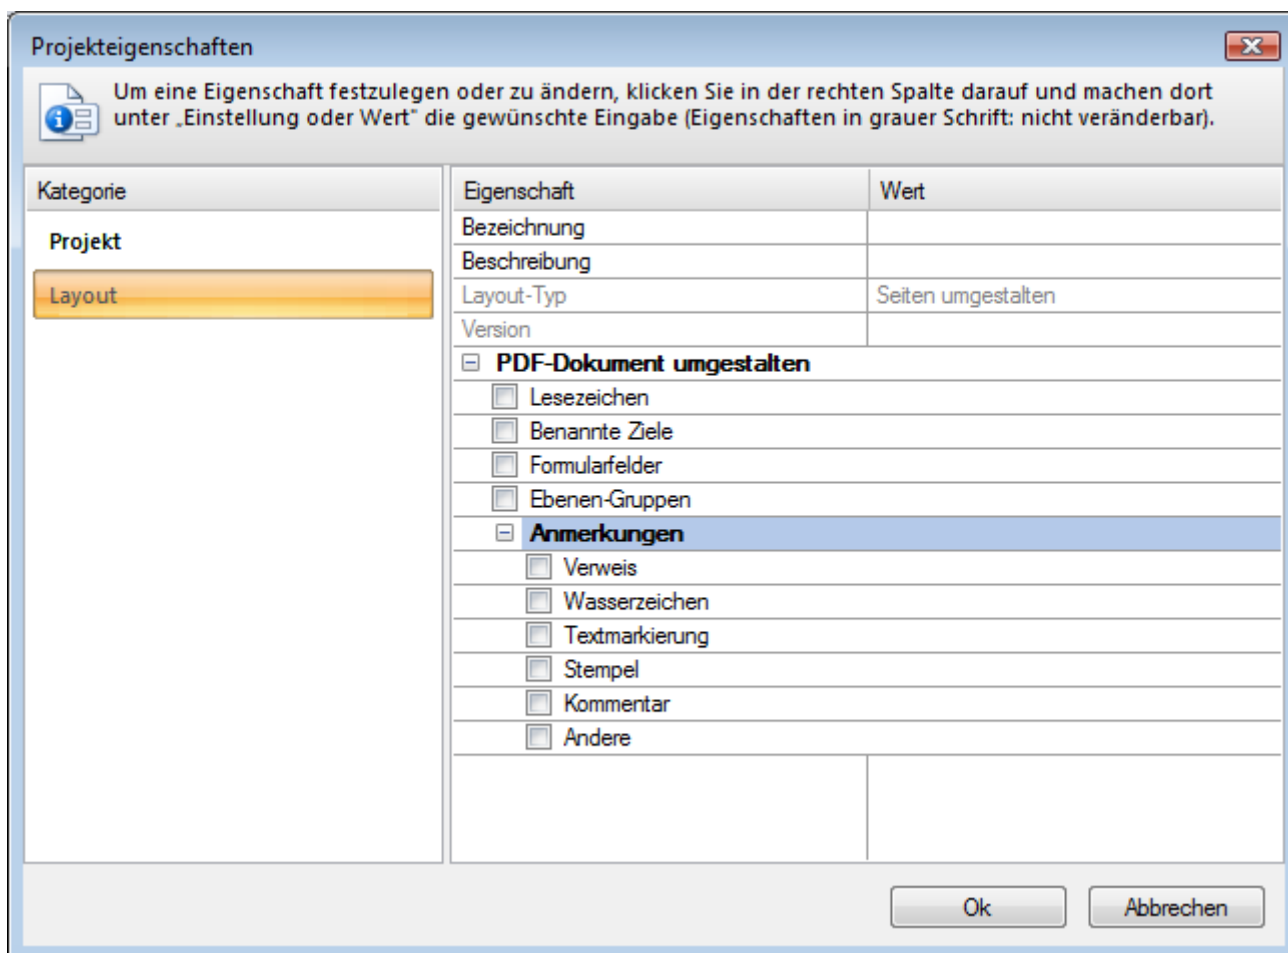 Projekteigenschaften
Um eine Eigenschaft festzulegen oder zu ändern, klicken Sie in der rechten Spalte darauf und machen dort
unter „Einstellung oder Wert“ die gewünschte Eingabe (Eigenschaften in grauer Schrift: nicht veränderbar).
Kategorie
Projekt
Layout
Eigenschaft Wert
Bezeichnung
Beschreibung
Layout-Typ Seiten umgestalten
Version
PDF-Dokument umgestalten
Lesezeichen
Benannte Ziele
Formularfelder
Ebenen-Gruppen
Anmerkungen
Verweis
Wasserzeichen
Textmarkierung
Stempel
Kommentar
Andere
Ok Abbrechen